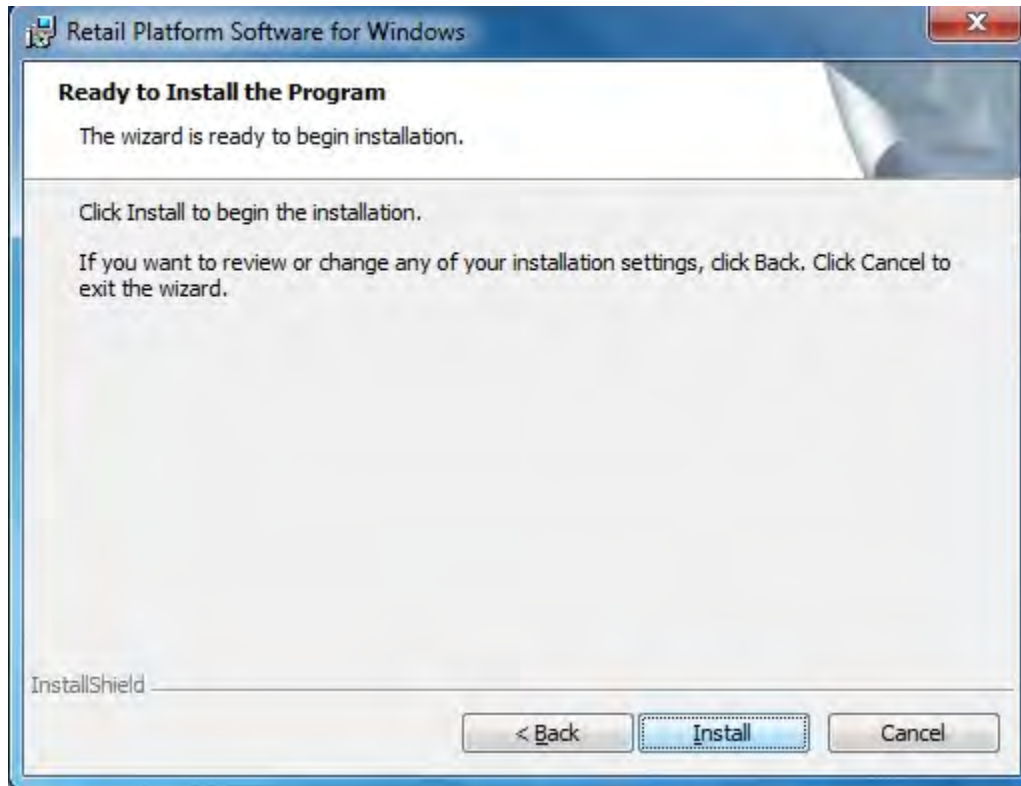 Retail Platform Software for Windows
Ready to Install the Program
The wizard is ready to begin installation.
Click Install to begin the installation.
If you want to review or change any of your installation settings, click Back. Click Cancel to
exit the wizard.
InstallShield
< Back
Install
Cancel